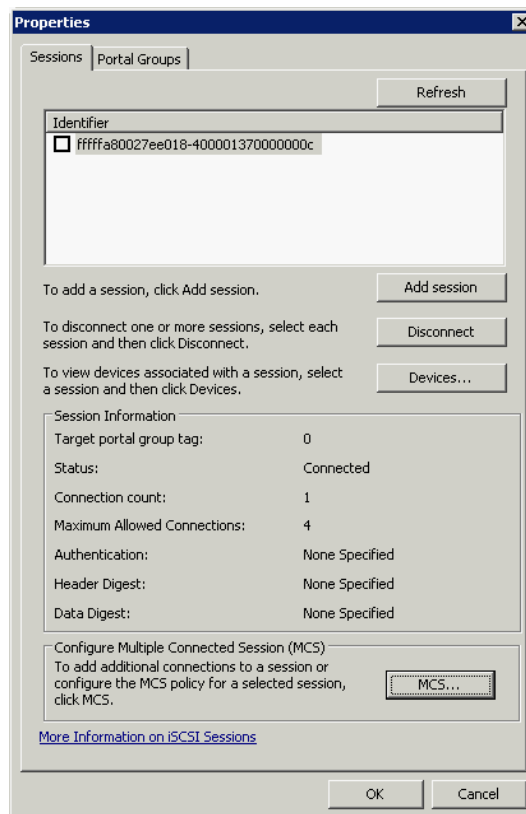 Properties
Sessions
Portal Groups
Refresh
Identifier
fffffa80027ee018-400001370000000c
To add a session, click Add session.
Add session
To disconnect one or more sessions, select each
session and then click Disconnect.
Disconnect
To view devices associated with a session, select
a session and then click Devices.
Devices...
Session Information
Target portal group tag: 0
Status: Connected
Connection count: 1
Maximum Allowed Connections: 4
Authentication: None Specified
Header Digest: None Specified
Data Digest: None Specified
Configure Multiple Connected Session (MCS)
To add additional connections to a session or
configure the MCS policy for a selected session,
click MCS.
MCS...
More Information on iSCSI Sessions
OK
Cancel